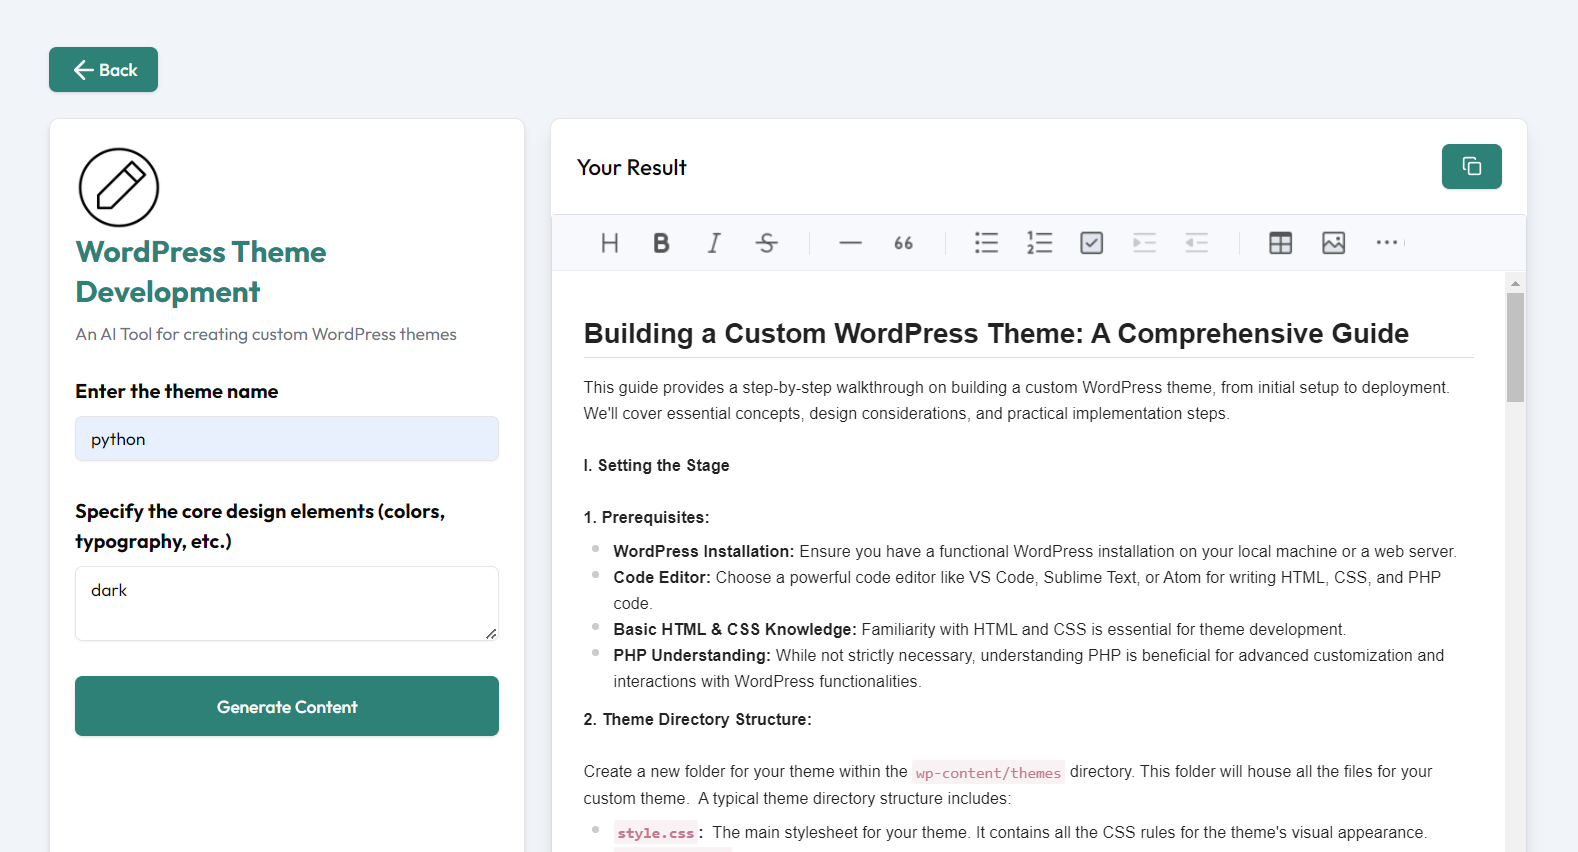 Back
WordPress Theme
Development
An AI Tool for creating custom WordPress themes
Enter the theme name
python
Specify the core design elements (colors,
typography, etc.)
dark
Generate Content
Your Result
Building a Custom WordPress Theme: A Comprehensive Guide
This guide provides a step-by-step walkthrough on building a custom WordPress theme, from initial setup to deployment.
We'll cover essential concepts, design considerations, and practical implementation steps.
I. Setting the Stage
1. Prerequisites:
WordPress Installation: Ensure you have a functional WordPress installation on your local machine or a web server.
Code Editor: Choose a powerful code editor like VS Code, Sublime Text, or Atom for writing HTML, CSS, and PHP
code.
Basic HTML & CSS Knowledge: Familiarity with HTML and CSS is essential for theme development.
PHP Understanding: While not strictly necessary, understanding PHP is beneficial for advanced customization and
interactions with WordPress functionalities.
2. Theme Directory Structure:
Create a new folder for your theme within the wp-content/themes directory. This folder will house all the files for your
custom theme. A typical theme directory structure includes:
style.css: The main stylesheet for your theme. It contains all the CSS rules for the theme's visual appearance.